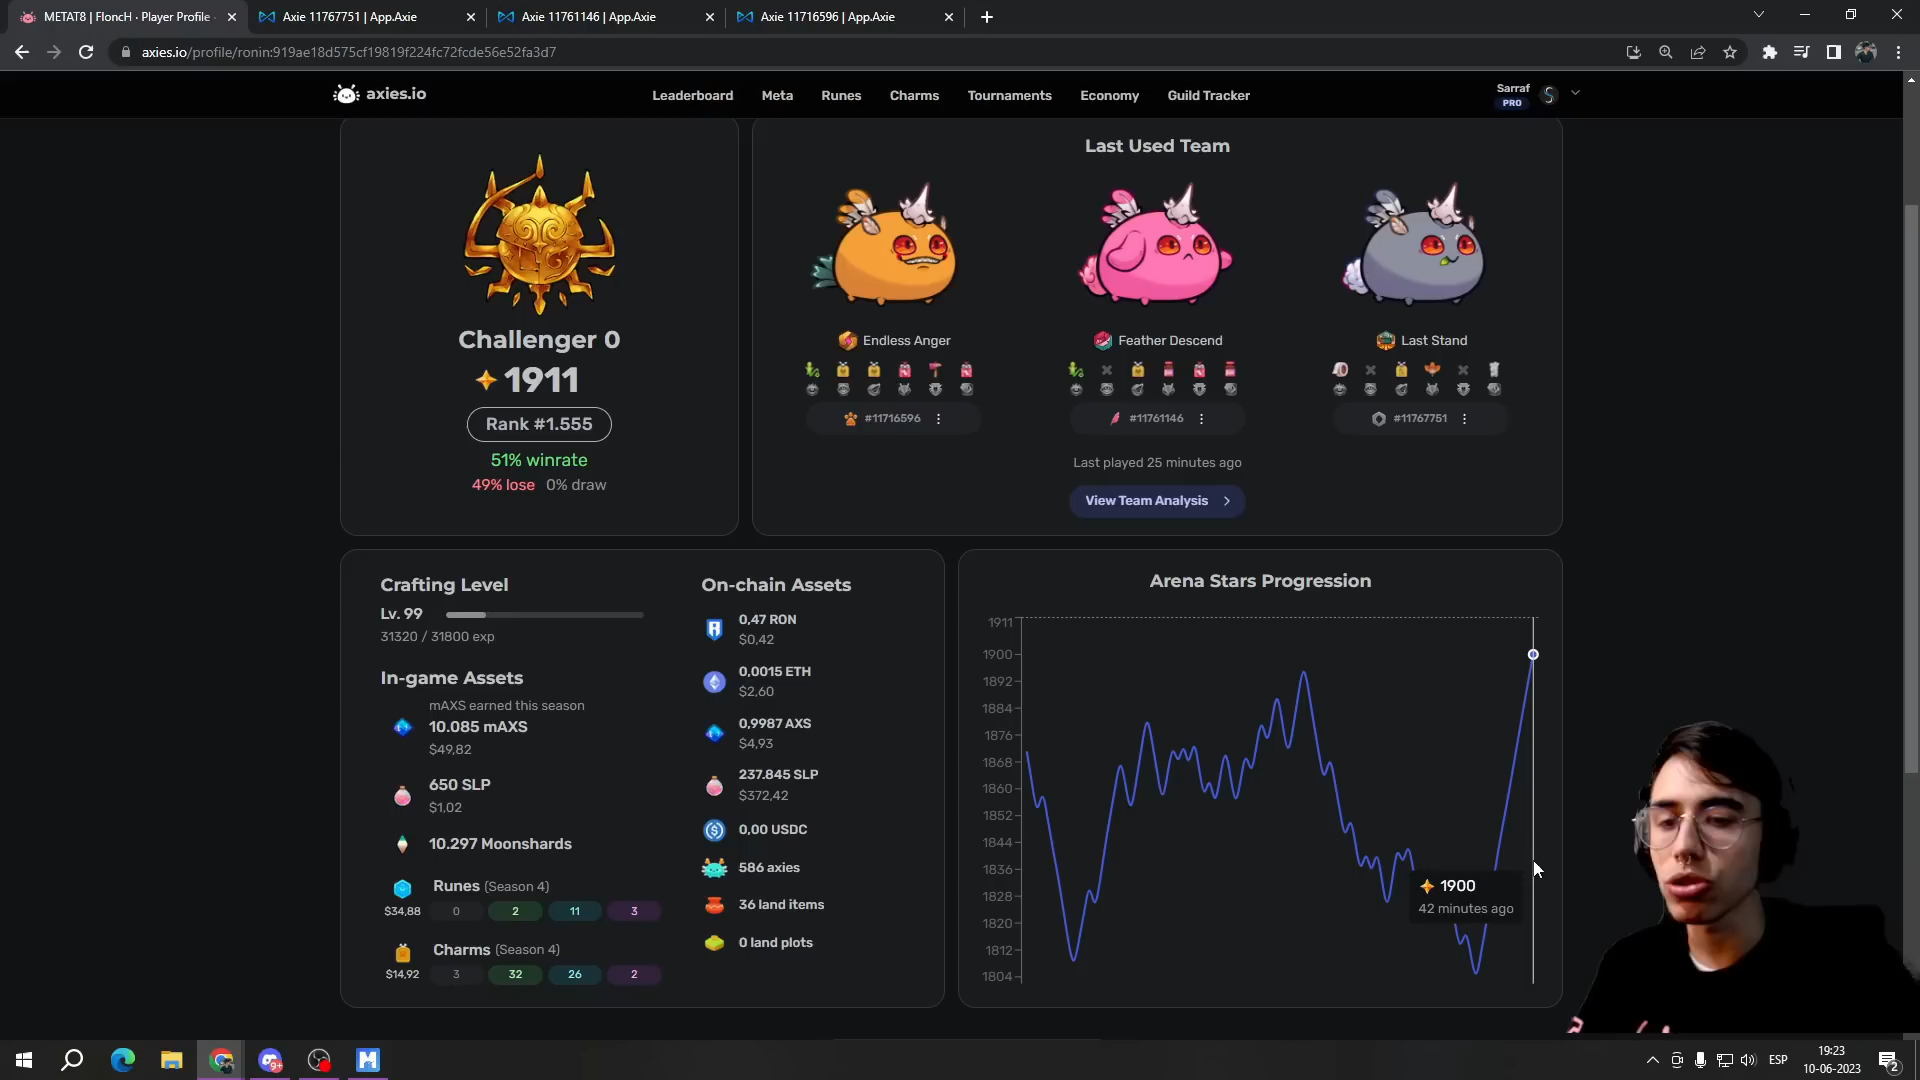 METAT8 | FloncH · Player Profile
Axie 11767751 | App.Axie
Axie 11761146 | App.Axie
Axie 11716596 | App.Axie
axies.io/profile/ronin:919ae18d575cf19819f224fc72fcde56e52fa3d7
axies.io
Leaderboard
Meta
Runes
Charms
Tournaments
Economy
Guild Tracker
Sarraf
PRO
Challenger 0
1911
Rank #1.555
51% winrate
49% lose 0% draw
Last Used Team
Endless Anger
Feather Descend
Last Stand
#11716596
#11761146
#11767751
Last played 25 minutes ago
View Team Analysis
Crafting Level
Lv. 99
31320 / 31800 exp
In-game Assets
mAXS earned this season
10.085 mAXS
$49,82
650 SLP
$1,02
10.297 Moonshards
Runes (Season 4)
$34,88 0 2 11 3
Charms (Season 4)
$14,92 3 32 26 2
On-chain Assets
0,47 RON
$0,42
0,0015 ETH
$2,60
0,9987 AXS
$4,93
237.845 SLP
$372,42
0,00 USDC
586 axies
36 land items
0 land plots
Arena Stars Progression
1911
1900
1892
1884
1876
1868
1860
1852
1844
1836
1828
1820
1812
1804
1900
42 minutes ago
9+
ESP
19:23
10-06-2023
2